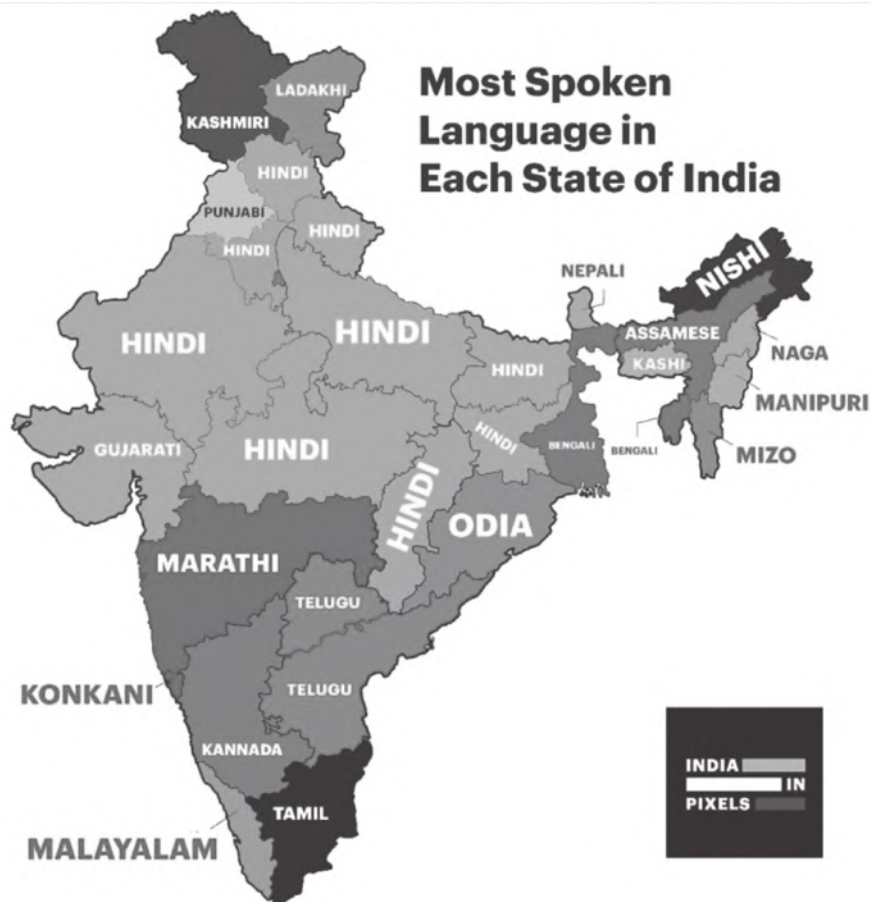 Most Spoken
Language in
Each State of India
LADAKHI
KASHMIRI
HINDI
PUNJABI
HINDI
HINDI
NEPALI
NISHI
HINDI
HINDI
ASSAMESE
NAGA
KASHI
HINDI
MANIPURI
GUJARATI
HINDI
HINDI
BENGALI
BENGALI
MIZO
HINDI
ODIA
MARATHI
TELUGU
KONKANI
TELUGU
KANNADA
INDIA
IN
PIXELS
TAMIL
MALAYALAM